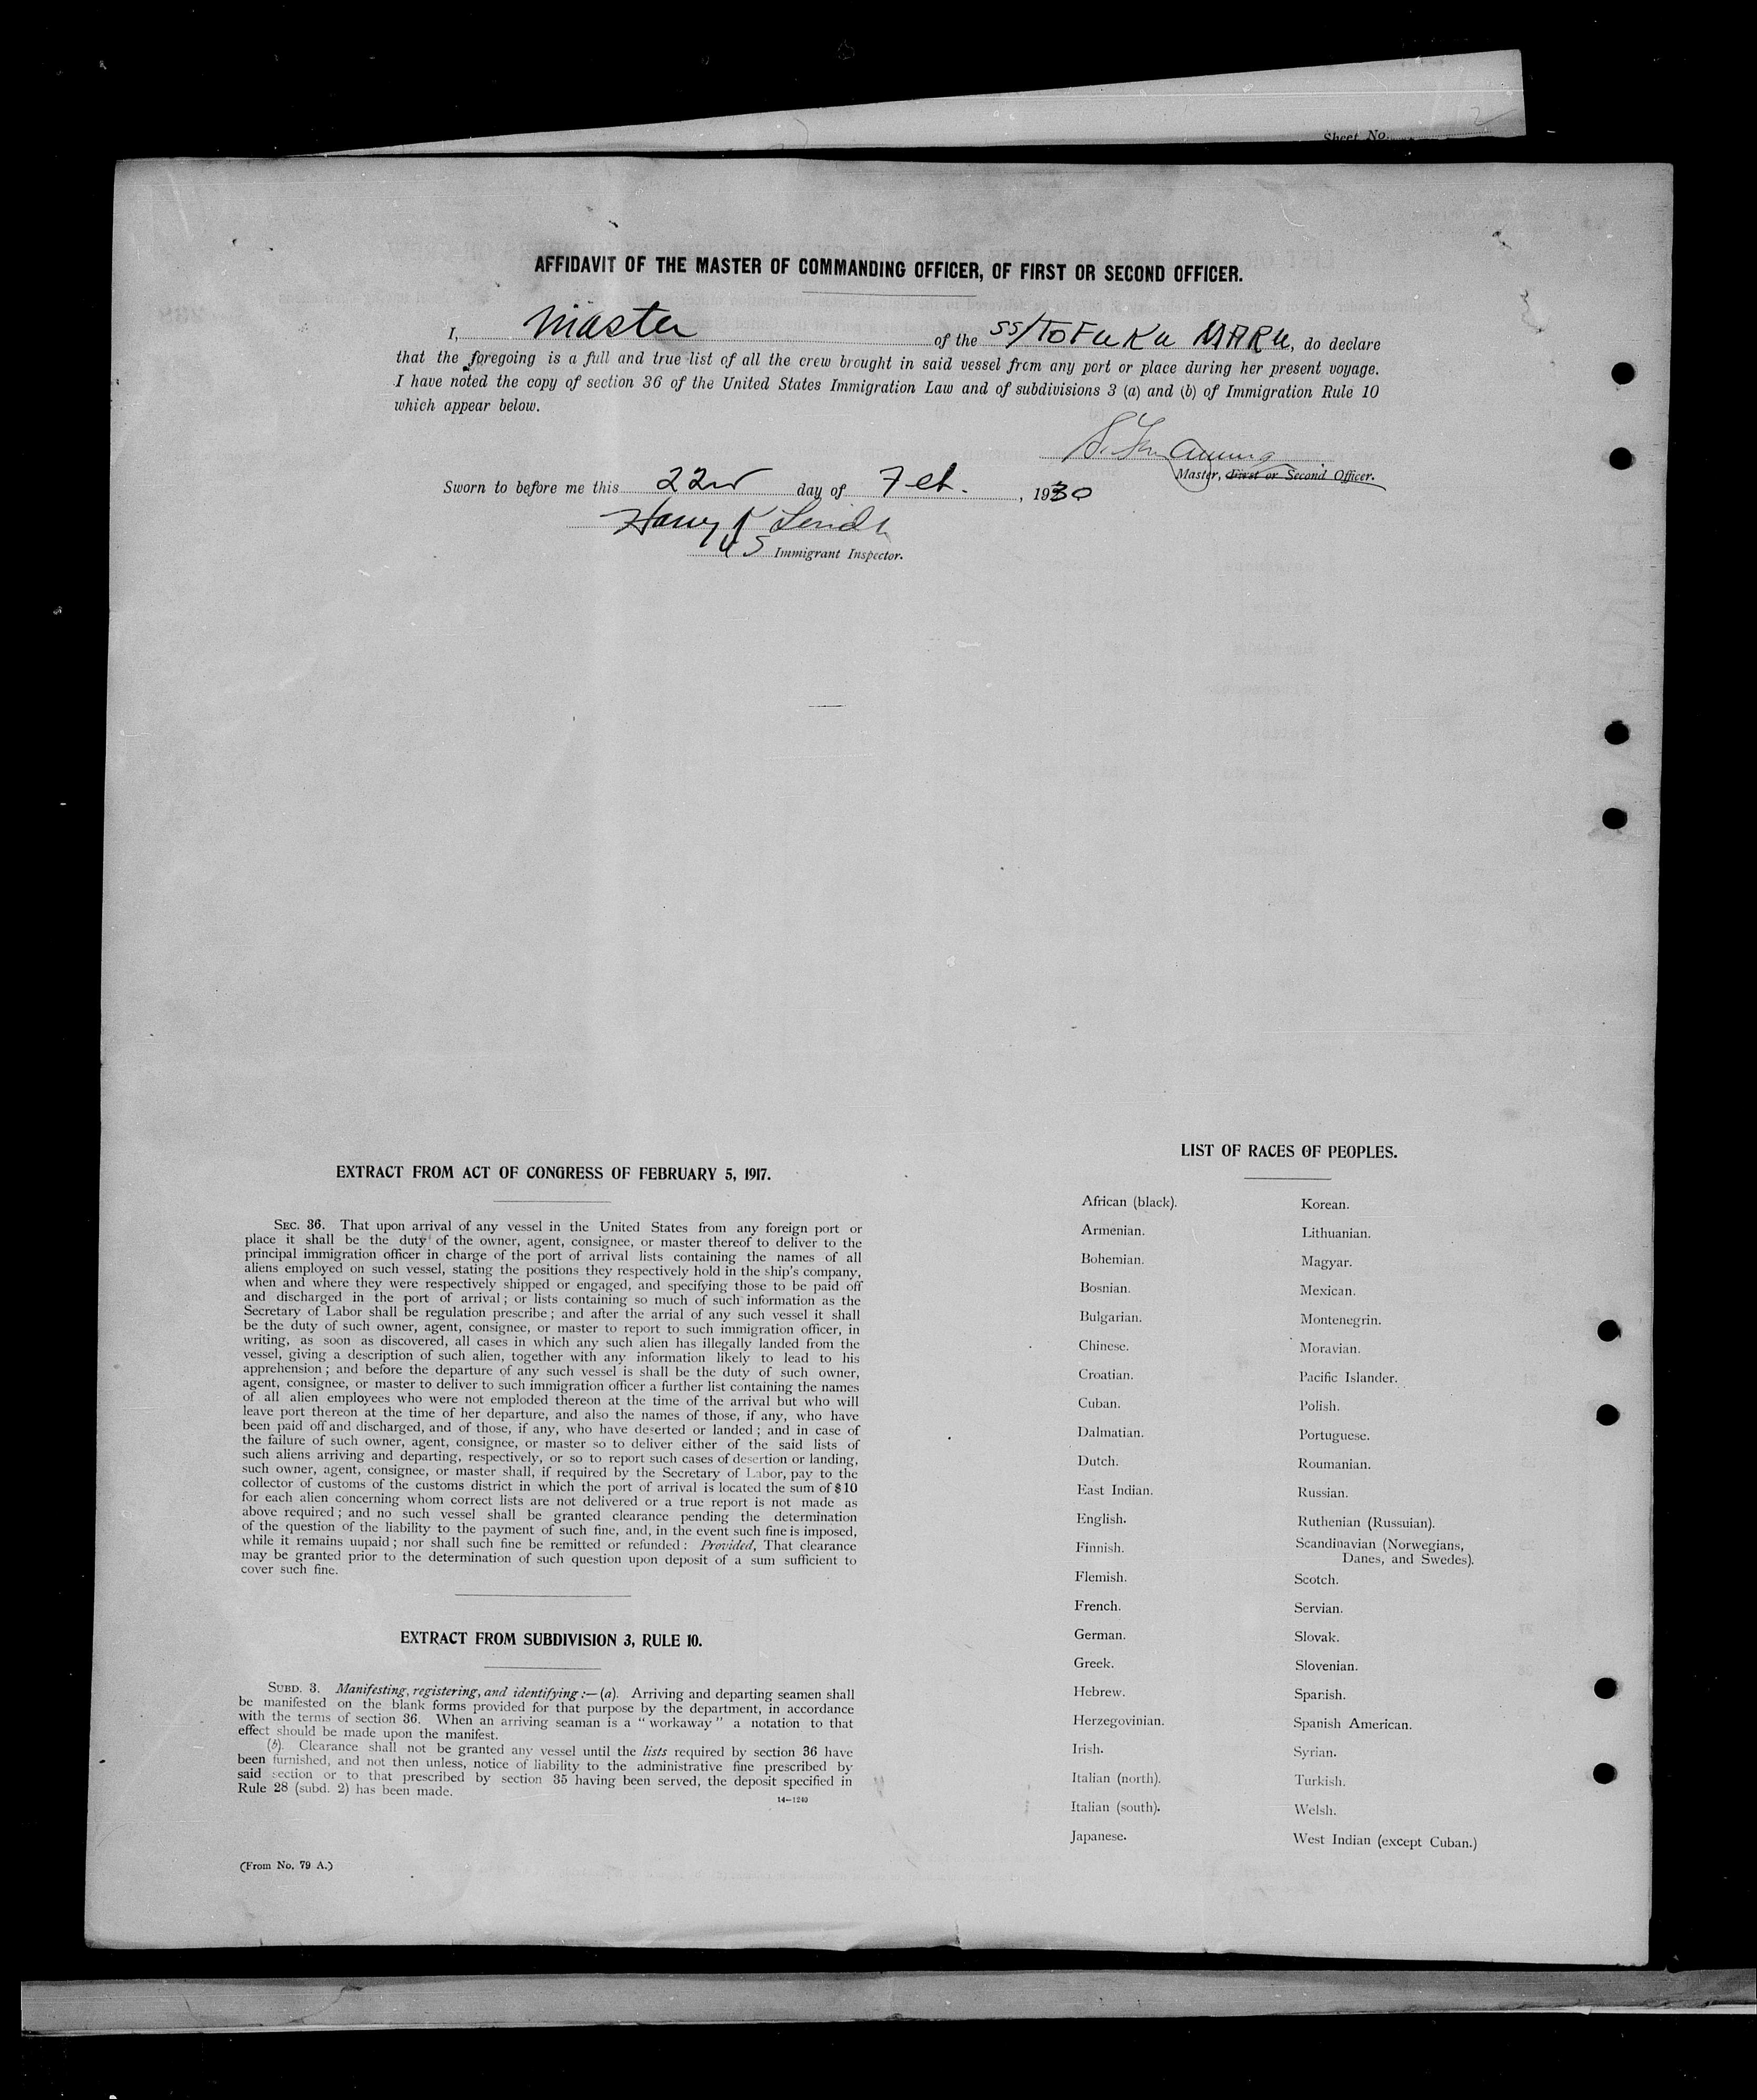 Sheet No.
AFFIDAVIT OF THE MASTER OF COMMANDING OFFICER, OF FIRST OR SECOND OFFICER.
I, Master of the SS/TOFUKU MARU, do declare
that the foregoing is a full and true list of all the crew brought in said vessel from any port or place during her present voyage.
I have noted the copy of section 36 of the United States Immigration Law and of subdivisions 3 (a) and (b) of Immigration Rule 10
which appear below.
Master, First or Second Officer.
Sworn to before me this 22nd day of Feb., 1930
Harry K
US Immigrant Inspector.
EXTRACT FROM ACT OF CONGRESS OF FEBRUARY 5, 1917.
SEC. 36. That upon arrival of any vessel in the United States from any foreign port or
place it shall be the duty of the owner, agent, consignee, or master thereof to deliver to the
principal immigration officer in charge of the port of arrival lists containing the names of all
aliens employed on such vessel, stating the positions they respectively hold in the ship's company,
when and where they were respectively shipped or engaged, and specifying those to be paid off
and discharged in the port of arrival; or lists containing so much of such information as the
Secretary of Labor shall be regulation prescribe; and after the arrial of any such vessel it shall
be the duty of such owner, agent, consignee, or master to report to such immigration officer, in
writing, as soon as discovered, all cases in which any such alien has illegally landed from the
vessel, giving a description of such alien, together with any information likely to lead to his
apprehension; and before the departure of any such vessel is shall be the duty of such owner,
agent, consignee, or master to deliver to such immigration officer a further list containing the names
of all alien employees who were not emploded thereon at the time of the arrival but who will
leave port thereon at the time of her departure, and also the names of those, if any, who have
been paid off and discharged, and of those, if any, who have deserted or landed; and in case of
the failure of such owner, agent, consignee, or master so to deliver either of the said lists of
such aliens arriving and departing, respectively, or so to report such cases of desertion or landing,
such owner, agent, consignee, or master shall, if required by the Secretary of Labor, pay to the
collector of customs of the customs district in which the port of arrival is located the sum of $10
for each alien concerning whom correct lists are not delivered or a true report is not made as
above required; and no such vessel shall be granted clearance pending the determination
of the question of the liability to the payment of such fine, and, in the event such fine is imposed,
while it remains uupaid; nor shall such fine be remitted or refunded: Provided, That clearance
may be granted prior to the determination of such question upon deposit of a sum sufficient to
cover such fine.
EXTRACT FROM SUBDIVISION 3, RULE 10.
SUBD. 3. Manifesting, registering, and identifying:—(a). Arriving and departing seamen shall
be manifested on the blank forms provided for that purpose by the department, in accordance
with the terms of section 36. When an arriving seaman is a "workaway" a notation to that
effect should be made upon the manifest.
(b). Clearance shall not be granted any vessel until the lists required by section 36 have
been furnished, and not then unless, notice of liability to the administrative fine prescribed by
said section or to that prescribed by section 35 having been served, the deposit specified in
Rule 28 (subd. 2) has been made.
14—1240
(From No. 79 A.)
LIST OF RACES OF PEOPLES.
African (black).
Armenian.
Bohemian.
Bosnian.
Bulgarian.
Chinese.
Croatian.
Cuban.
Dalmatian.
Dutch.
East Indian.
English.
Finnish.
Flemish.
French.
German.
Greek.
Hebrew.
Herzegovinian.
Irish.
Italian (north).
Italian (south).
Japanese.
Korean.
Lithuanian.
Magyar.
Mexican.
Montenegrin.
Moravian.
Pacific Islander.
Polish.
Portuguese.
Roumanian.
Russian.
Ruthenian (Russuian).
Scandinavian (Norwegians,
Danes, and Swedes).
Scotch.
Servian.
Slovak.
Slovenian.
Spanish.
Spanish American.
Syrian.
Turkish.
Welsh.
West Indian (except Cuban.)